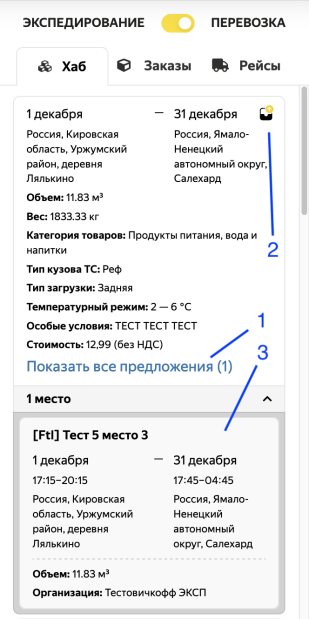 ЭКСПЕДИРОВАНИЕ ПЕРЕВОЗКА
Хаб Заказы Рейсы
1 декабря — 31 декабря
Россия, Кировская Россия, Ямало-
область, Уржумский Ненецкий
район, деревня автономный округ,
Лялькино Салехард
Объем: 11.83 м³
Вес: 1833.33 кг
2
Категория товаров: Продукты питания, вода и
напитки
Тип кузова ТС: Реф
Тип загрузки: Задняя
Температурный режим: 2 — 6 °C
Особые условия: ТЕСТ ТЕСТ ТЕСТ
1
Стоимость: 12,99 (без НДС)
3
Показать все предложения (1)
1 место
[Ftl] Тест 5 место 3
1 декабря — 31 декабря
17:15–20:15 17:45–04:45
Россия, Кировская Россия, Ямало-
область, Уржумский Ненецкий
район, деревня автономный
Лялькино округ, Салехард
Объем: 11.83 м³
Организация: Тестовичкофф ЭКСП